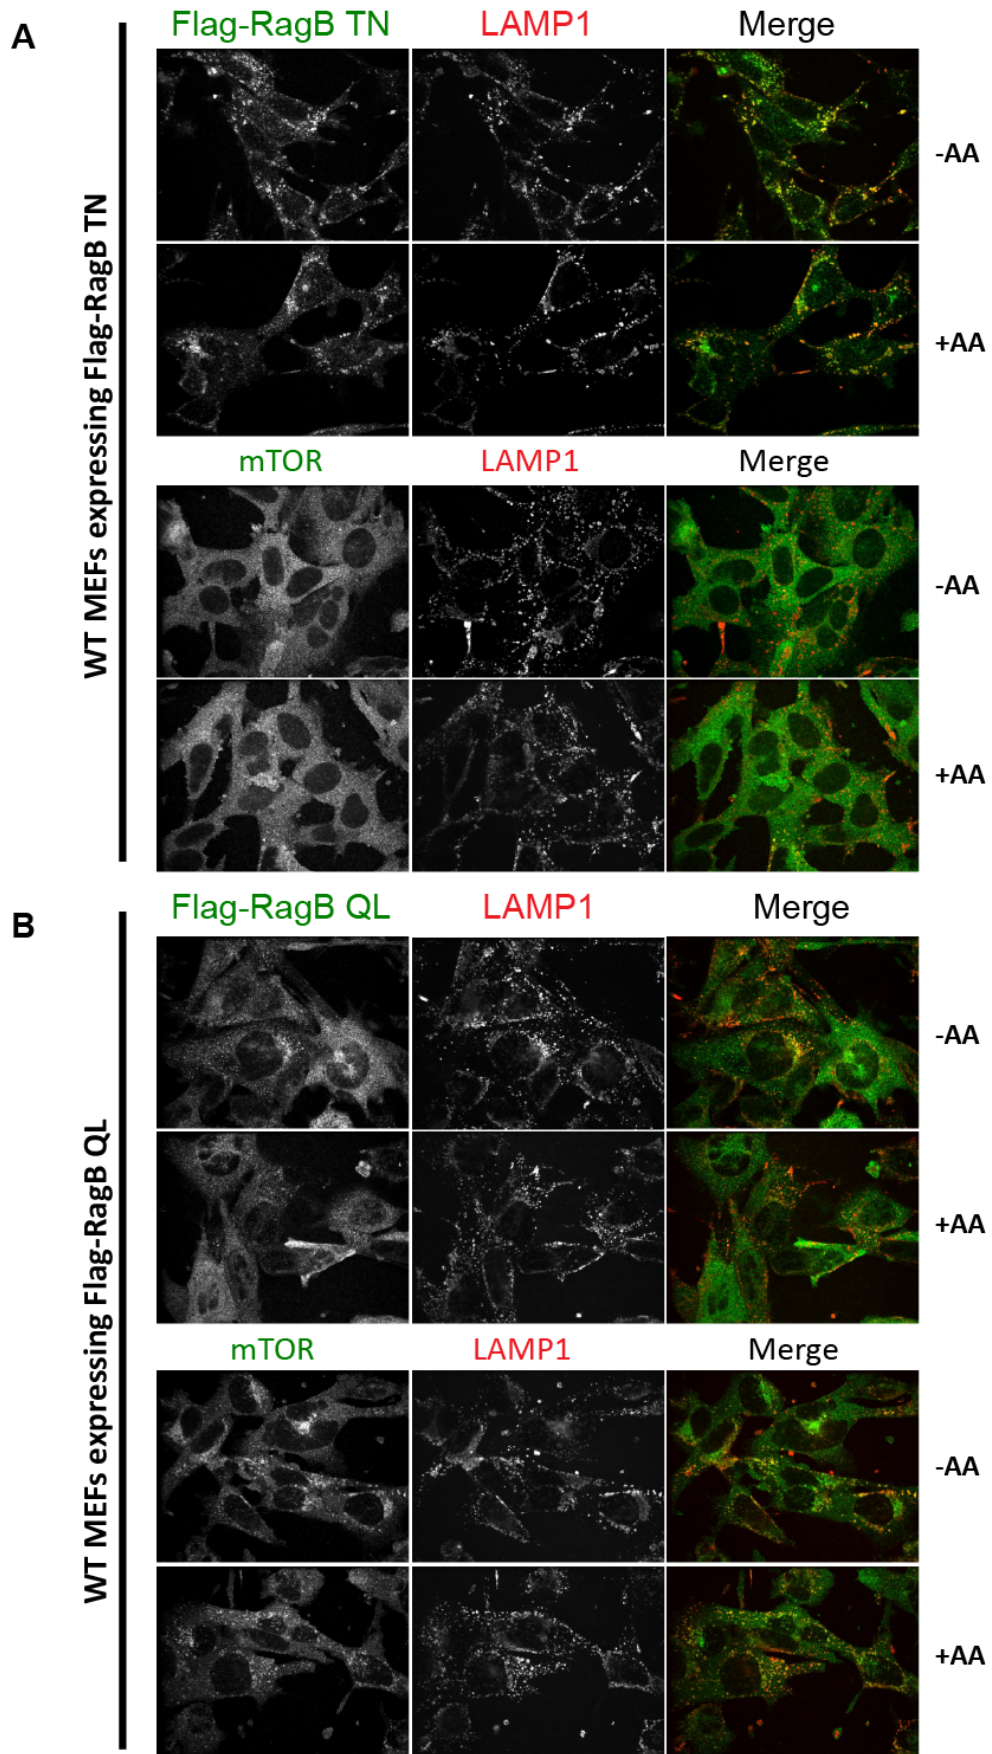 A
Flag-RagB TN LAMP1 Merge
-AA
+AA
mTOR LAMP1 Merge
-AA
+AA
WT MEFs expressing Flag-RagB TN
B
Flag-RagB QL LAMP1 Merge
-AA
+AA
mTOR LAMP1 Merge
-AA
+AA
WT MEFs expressing Flag-RagB QL